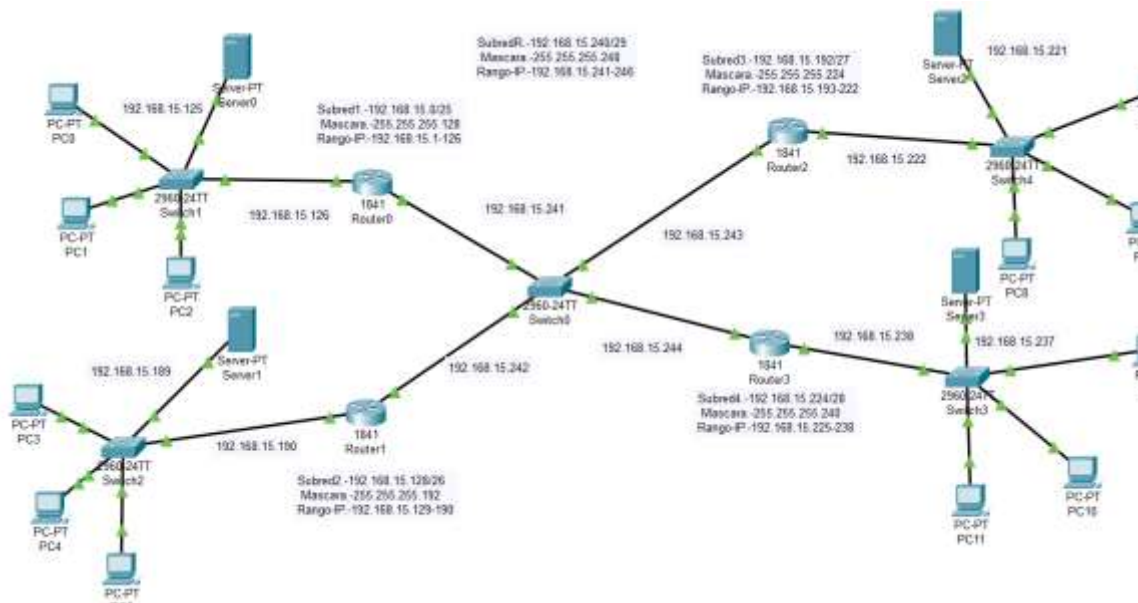 SubredR.-192.168.15.240/29
Mascara.-255.255.255.248
Rango-IP.-192.168.15.241-246
Subred3.-192.168.15.192/27
Mascara.-255.255.255.224
Rango-IP.-192.168.15.193-222
192.168.15.221
Server-PT
Server2
Server-PT
Server0
192.168.15.125
Subred1.-192.168.15.0/25
Mascara.-255.255.255.128
Rango-IP.-192.168.15.1-126
PC-PT
PC0
1841
Router2
192.168.15.222
2960-24TT
Switch4
2960-24TT
Switch1
192.168.15.126
1841
Router0
192.168.15.241
192.168.15.243
PC-PT
PC1
PC-PT
PC2
PC-PT
PC8
2960-24TT
Switch0
Server-PT
Server3
192.168.15.244
192.168.15.238
192.168.15.237
Server-PT
Server1
192.168.15.189
192.168.15.242
1841
Router3
2960-24TT
Switch3
Subred4.-192.168.15.224/28
Mascara.-255.255.255.240
Rango-IP.-192.168.15.225-238
PC-PT
PC3
192.168.15.190
1841
Router1
2960-24TT
Switch2
Subred2.-192.168.15.128/26
Mascara.-255.255.255.192
Rango-IP.-192.168.15.129-190
PC-PT
PC4
PC-PT
PC10
PC-PT
PC11
PC-PT